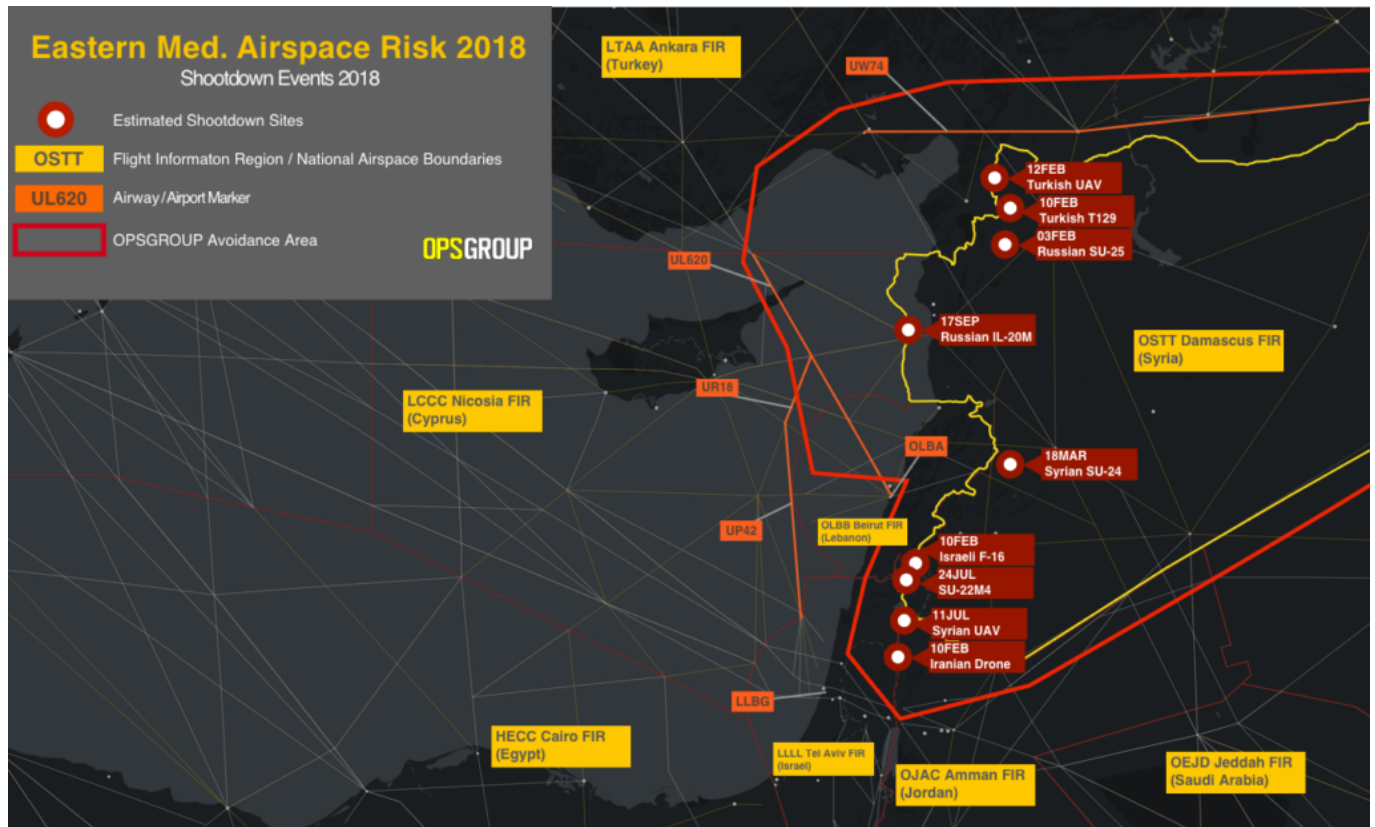 Eastern Med. Airspace Risk 2018
Shootdown Events 2018
Estimated Shootdown Sites
OSTT
Flight Informaton Region / National Airspace Boundaries
UL620
Airway/Airport Marker
OPSGROUP Avoidance Area
OPSGROUP
LTAA Ankara FIR
(Turkey)
UW74
12FEB
Turkish UAV
10FEB
Turkish T129
03FEB
Russian SU-25
UL620
17SEP
Russian IL-20M
OSTT Damascus FIR
(Syria)
LCCC Nicosia FIR
(Cyprus)
UR18
OLBA
18MAR
Syrian SU-24
UP42
OLBB Beirut FIR
(Lebanon)
10FEB
Israeli F-16
24JUL
SU-22M4
11JUL
Syrian UAV
10FEB
Iranian Drone
LLBG
HECC Cairo FIR
(Egypt)
LLLL Tel Aviv FIR
(Israel)
OJAC Amman FIR
(Jordan)
OEJD Jeddah FIR
(Saudi Arabia)